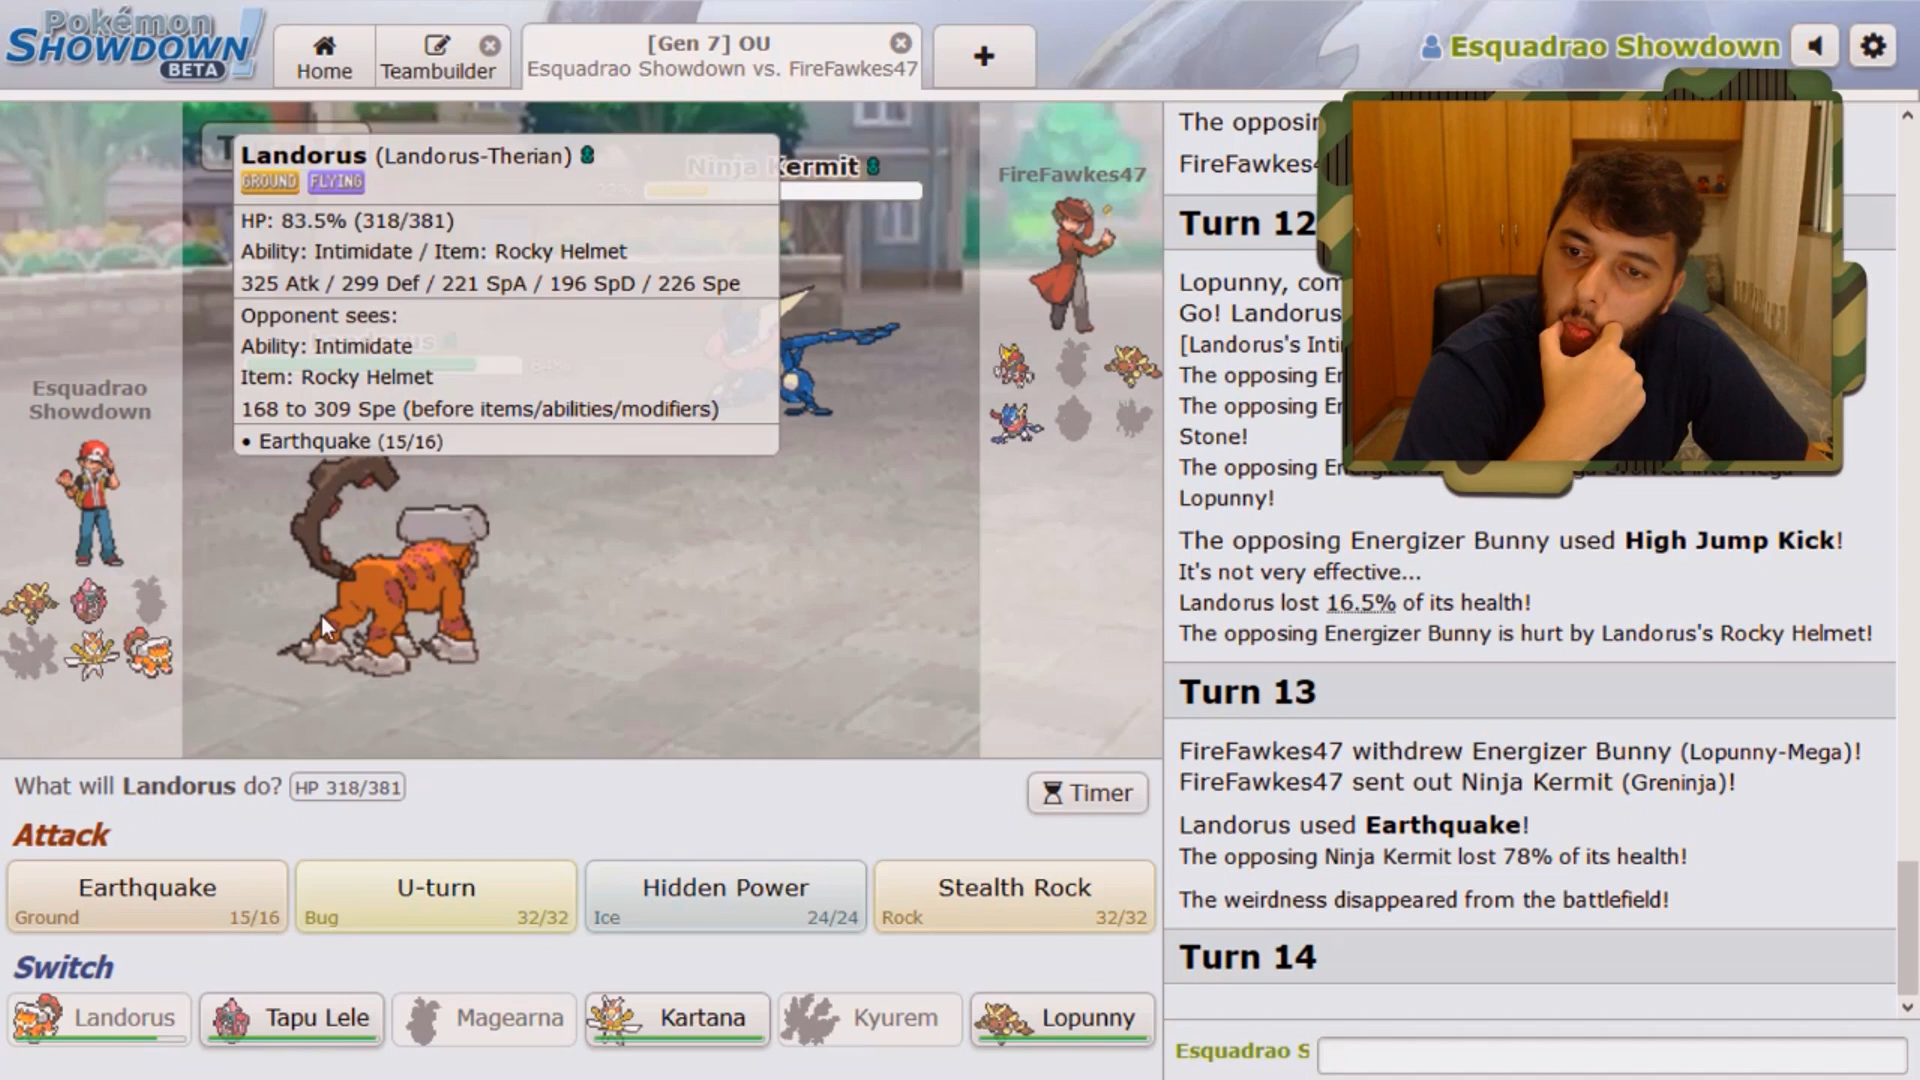 Pokémon
SHOWDOWN!
BETA
Home
Teambuilder
[Gen 7] OU
Esquadrao Showdown vs. FireFawkes47
+
Esquadrao Showdown
Landorus (Landorus-Therian)
GROUND FLYING
HP: 83.5% (318/381)
Ability: Intimidate / Item: Rocky Helmet
325 Atk / 299 Def / 221 SpA / 196 SpD / 226 Spe
Opponent sees:
Ability: Intimidate
Item: Rocky Helmet
168 to 309 Spe (before items/abilities/modifiers)
• Earthquake (15/16)
Ninja Kermit
22%
Landorus
84%
FireFawkes47
Esquadrao
Showdown
The opposin
FireFawkes4
Turn 12
Lopunny, com
Go! Landorus
[Landorus's Inti
The opposing Er
The opposing Er
Stone!
The opposing En
Lopunny!
The opposing Energizer Bunny used High Jump Kick!
It's not very effective...
Landorus lost 16.5% of its health!
The opposing Energizer Bunny is hurt by Landorus's Rocky Helmet!
Turn 13
FireFawkes47 withdrew Energizer Bunny (Lopunny-Mega)!
FireFawkes47 sent out Ninja Kermit (Greninja)!
Landorus used Earthquake!
The opposing Ninja Kermit lost 78% of its health!
The weirdness disappeared from the battlefield!
Turn 14
Esquadrao S
What will Landorus do? HP 318/381
Timer
Attack
Earthquake
Ground 15/16
U-turn
Bug 32/32
Hidden Power
Ice 24/24
Stealth Rock
Rock 32/32
Switch
Landorus
Tapu Lele
Magearna
Kartana
Kyurem
Lopunny